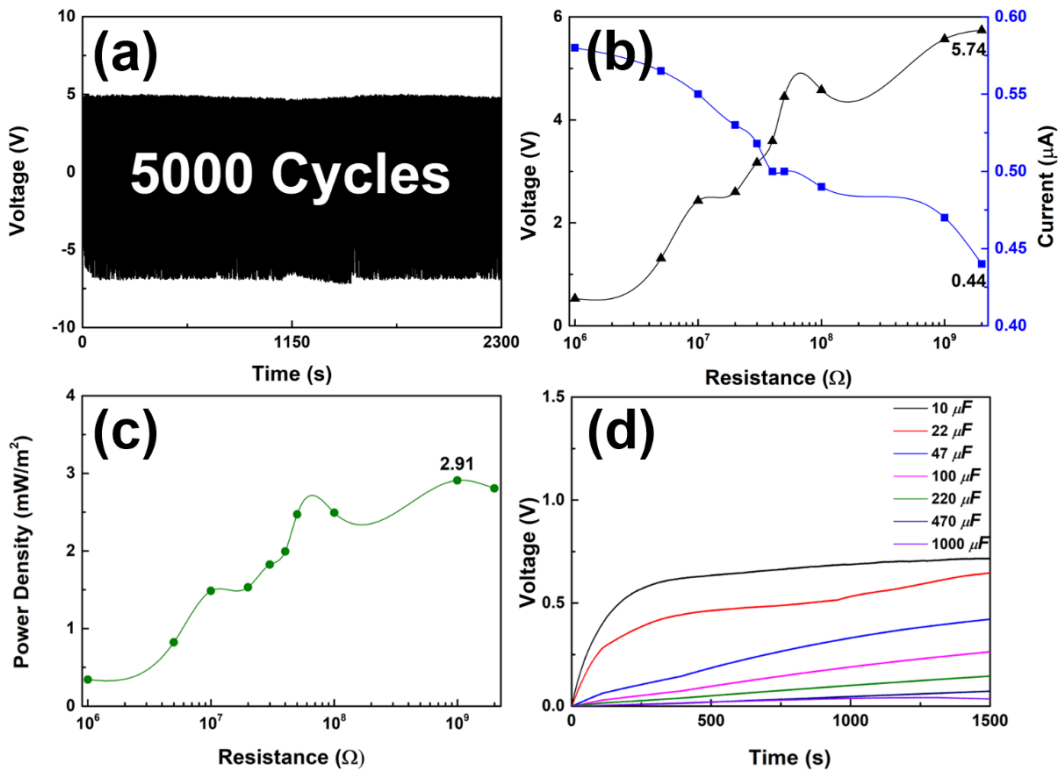 (a)
10
5
0
-5
-10
Voltage (V)
5000 Cycles
0 1150 2300
Time (s)
(b)
6
4
2
0
Voltage (V)
0.60
0.55
0.50
0.45
0.40
Current (μA)
5.74
0.44
10⁶ 10⁷ 10⁸ 10⁹
Resistance (Ω)
(c)
4
3
2
1
0
Power Density (mW/m²)
2.91
10⁶ 10⁷ 10⁸ 10⁹
Resistance (Ω)
(d)
1.5
1.0
0.5
0.0
Voltage (V)
10 μF
22 μF
47 μF
100 μF
220 μF
470 μF
1000 μF
0 500 1000 1500
Time (s)